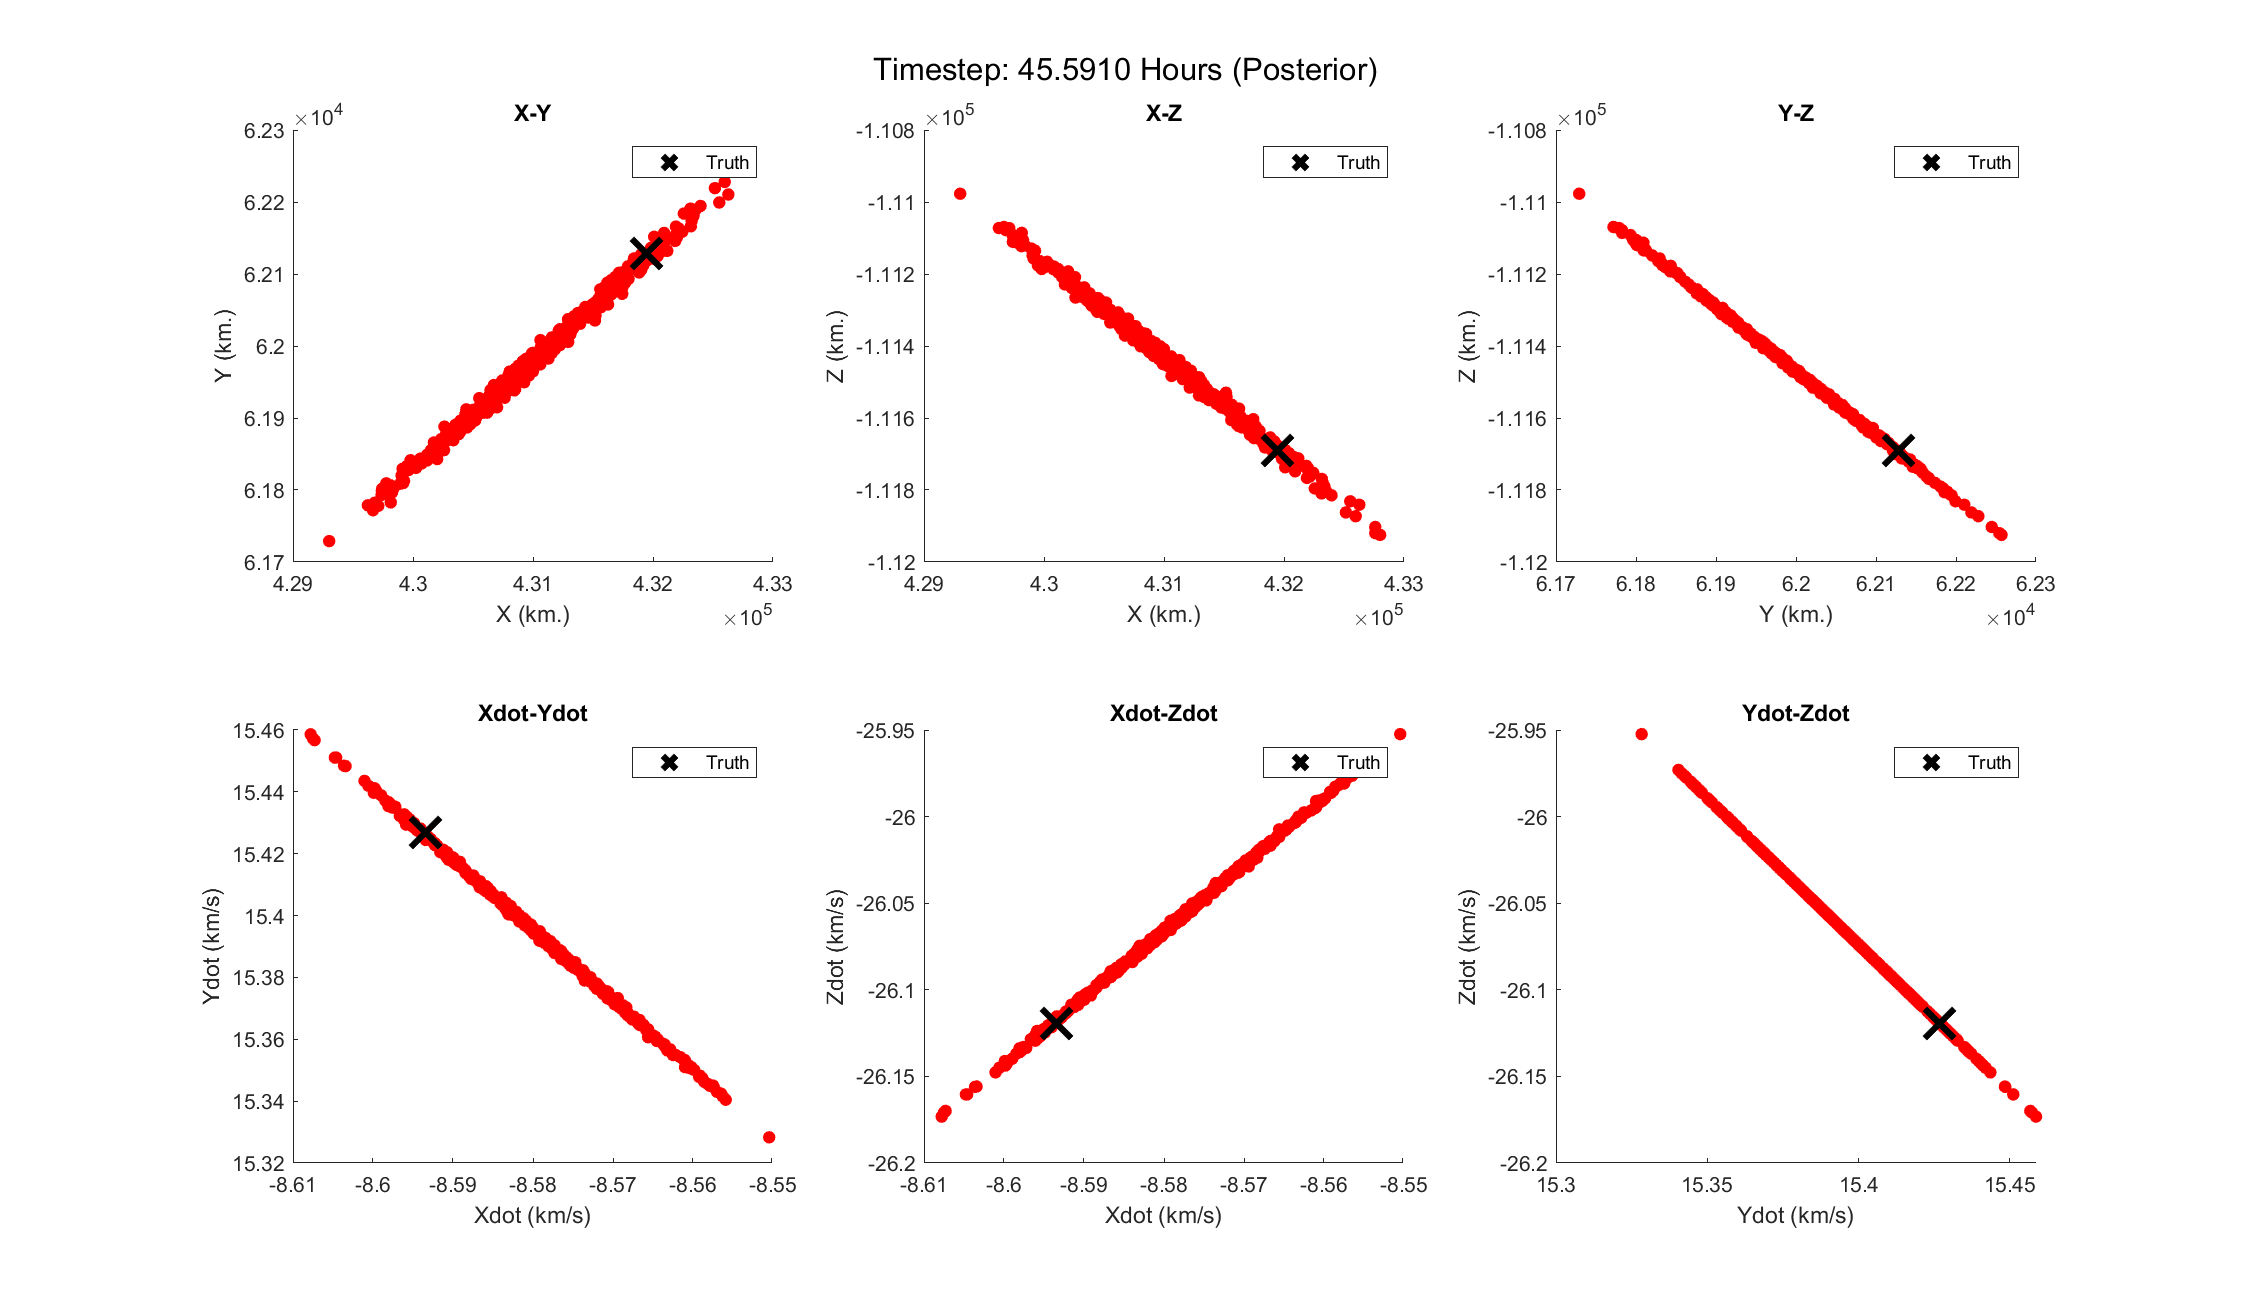 Timestep: 45.5910 Hours (Posterior)
X-Y
×10^4
6.23
6.22
6.21
6.2
6.19
6.18
6.17
Y (km.)
Truth
4.29 4.3 4.31 4.32 4.33
X (km.)
×10^5
X-Z
×10^5
-1.108
-1.11
-1.112
-1.114
-1.116
-1.118
-1.12
Z (km.)
Truth
4.29 4.3 4.31 4.32 4.33
X (km.)
×10^5
Y-Z
×10^5
-1.108
-1.11
-1.112
-1.114
-1.116
-1.118
-1.12
Z (km.)
Truth
6.17 6.18 6.19 6.2 6.21 6.22 6.23
Y (km.)
×10^4
Xdot-Ydot
15.46
15.44
15.42
15.4
15.38
15.36
15.34
15.32
Ydot (km/s)
Truth
-8.61 -8.6 -8.59 -8.58 -8.57 -8.56 -8.55
Xdot (km/s)
Xdot-Zdot
-25.95
-26
-26.05
-26.1
-26.15
-26.2
Zdot (km/s)
Truth
-8.61 -8.6 -8.59 -8.58 -8.57 -8.56 -8.55
Xdot (km/s)
Ydot-Zdot
-25.95
-26
-26.05
-26.1
-26.15
-26.2
Zdot (km/s)
Truth
15.3 15.35 15.4 15.45
Ydot (km/s)